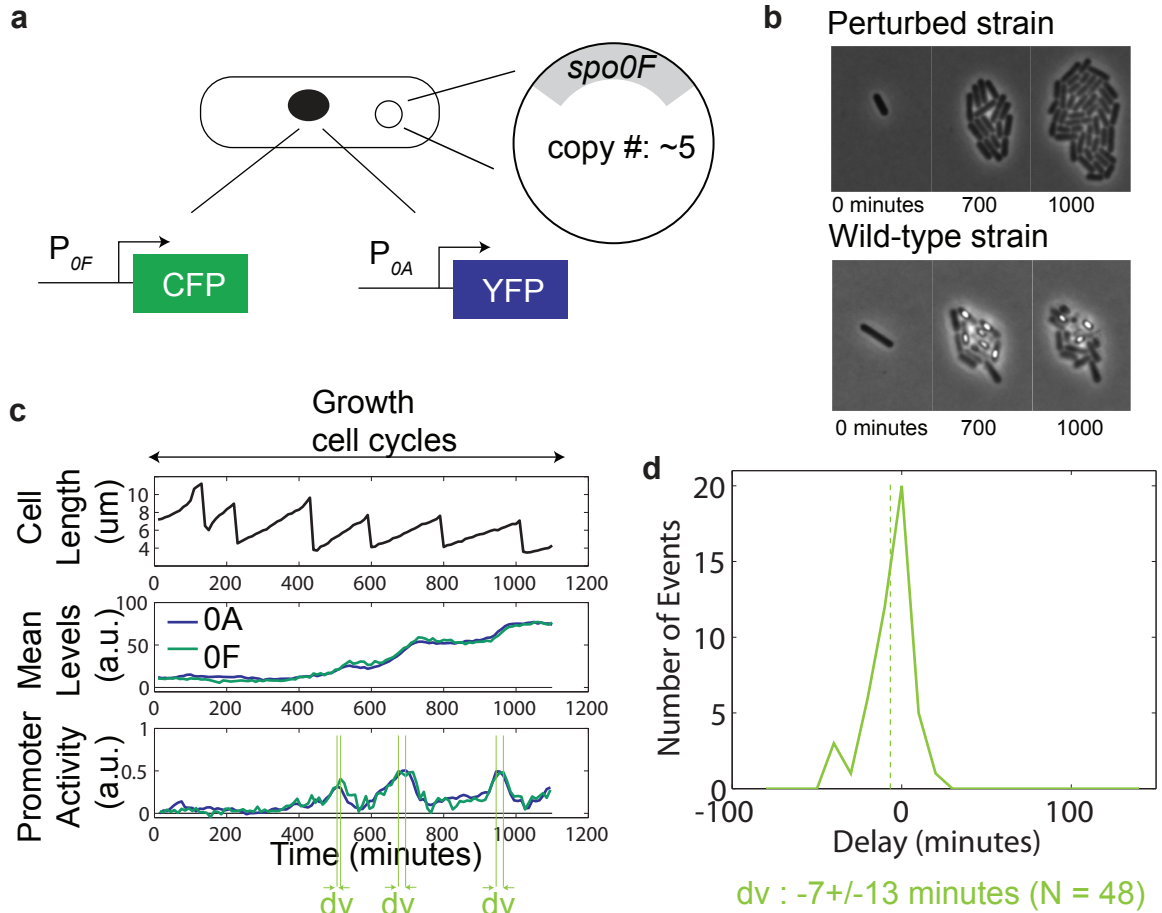 a
spo0F
copy #: ~5
P0F
CFP
P0A
YFP
b
Perturbed strain
0 minutes 700 1000
Wild-type strain
0 minutes 700 1000
c
Growth
cell cycles
Cell
Length
(um)
10
8
6
4
0 200 400 600 800 1000 1200
Mean
Levels
(a.u.)
100
50
0
0A
0F
0 200 400 600 800 1000 1200
Promoter
Activity
(a.u.)
1
0.5
0
0 200 400 600 800 1000 1200
Time (minutes)
dv dv dv
d
Number of Events
20
15
10
5
0
-100 0 100
Delay (minutes)
dv : -7+/-13 minutes (N = 48)